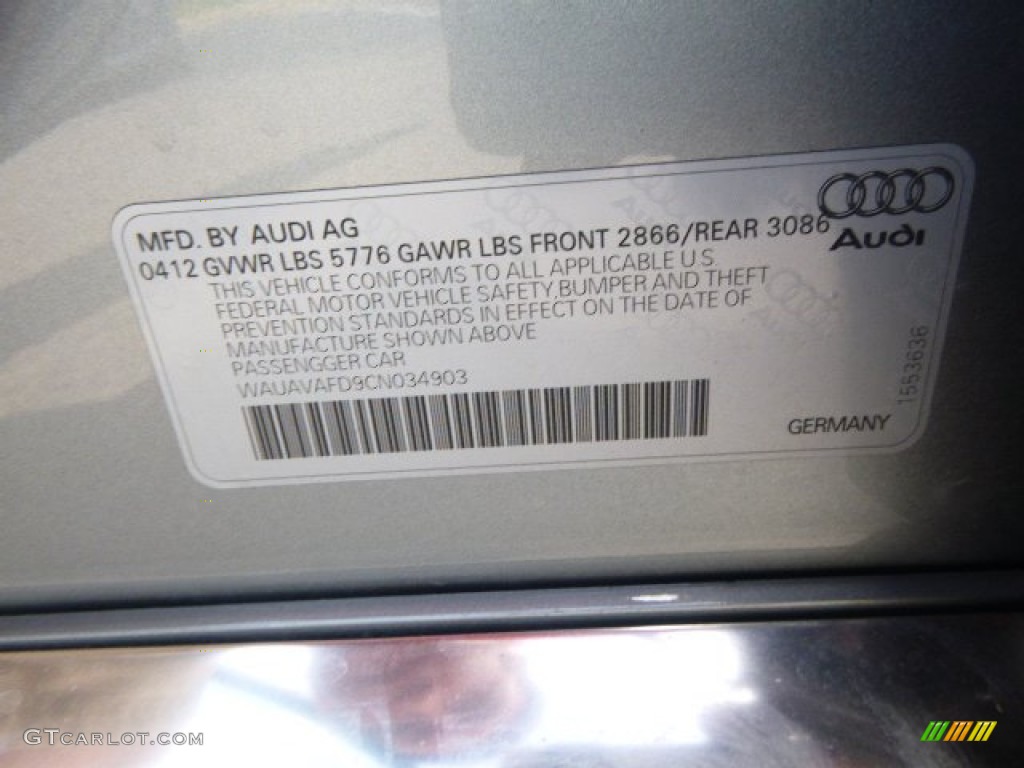 MFD. BY AUDI AG
0412 GVWR LBS 5776 GAWR LBS FRONT 2866/REAR 3086
THIS VEHICLE CONFORMS TO ALL APPLICABLE U.S.
FEDERAL MOTOR VEHICLE SAFETY,BUMPER AND THEFT
PREVENTION STANDARDS IN EFFECT ON THE DATE OF
MANUFACTURE SHOWN ABOVE
PASSENGGER CAR
WAUAVAFD9CN034903
Audi
1553636
GERMANY
GTCARLOT.COM